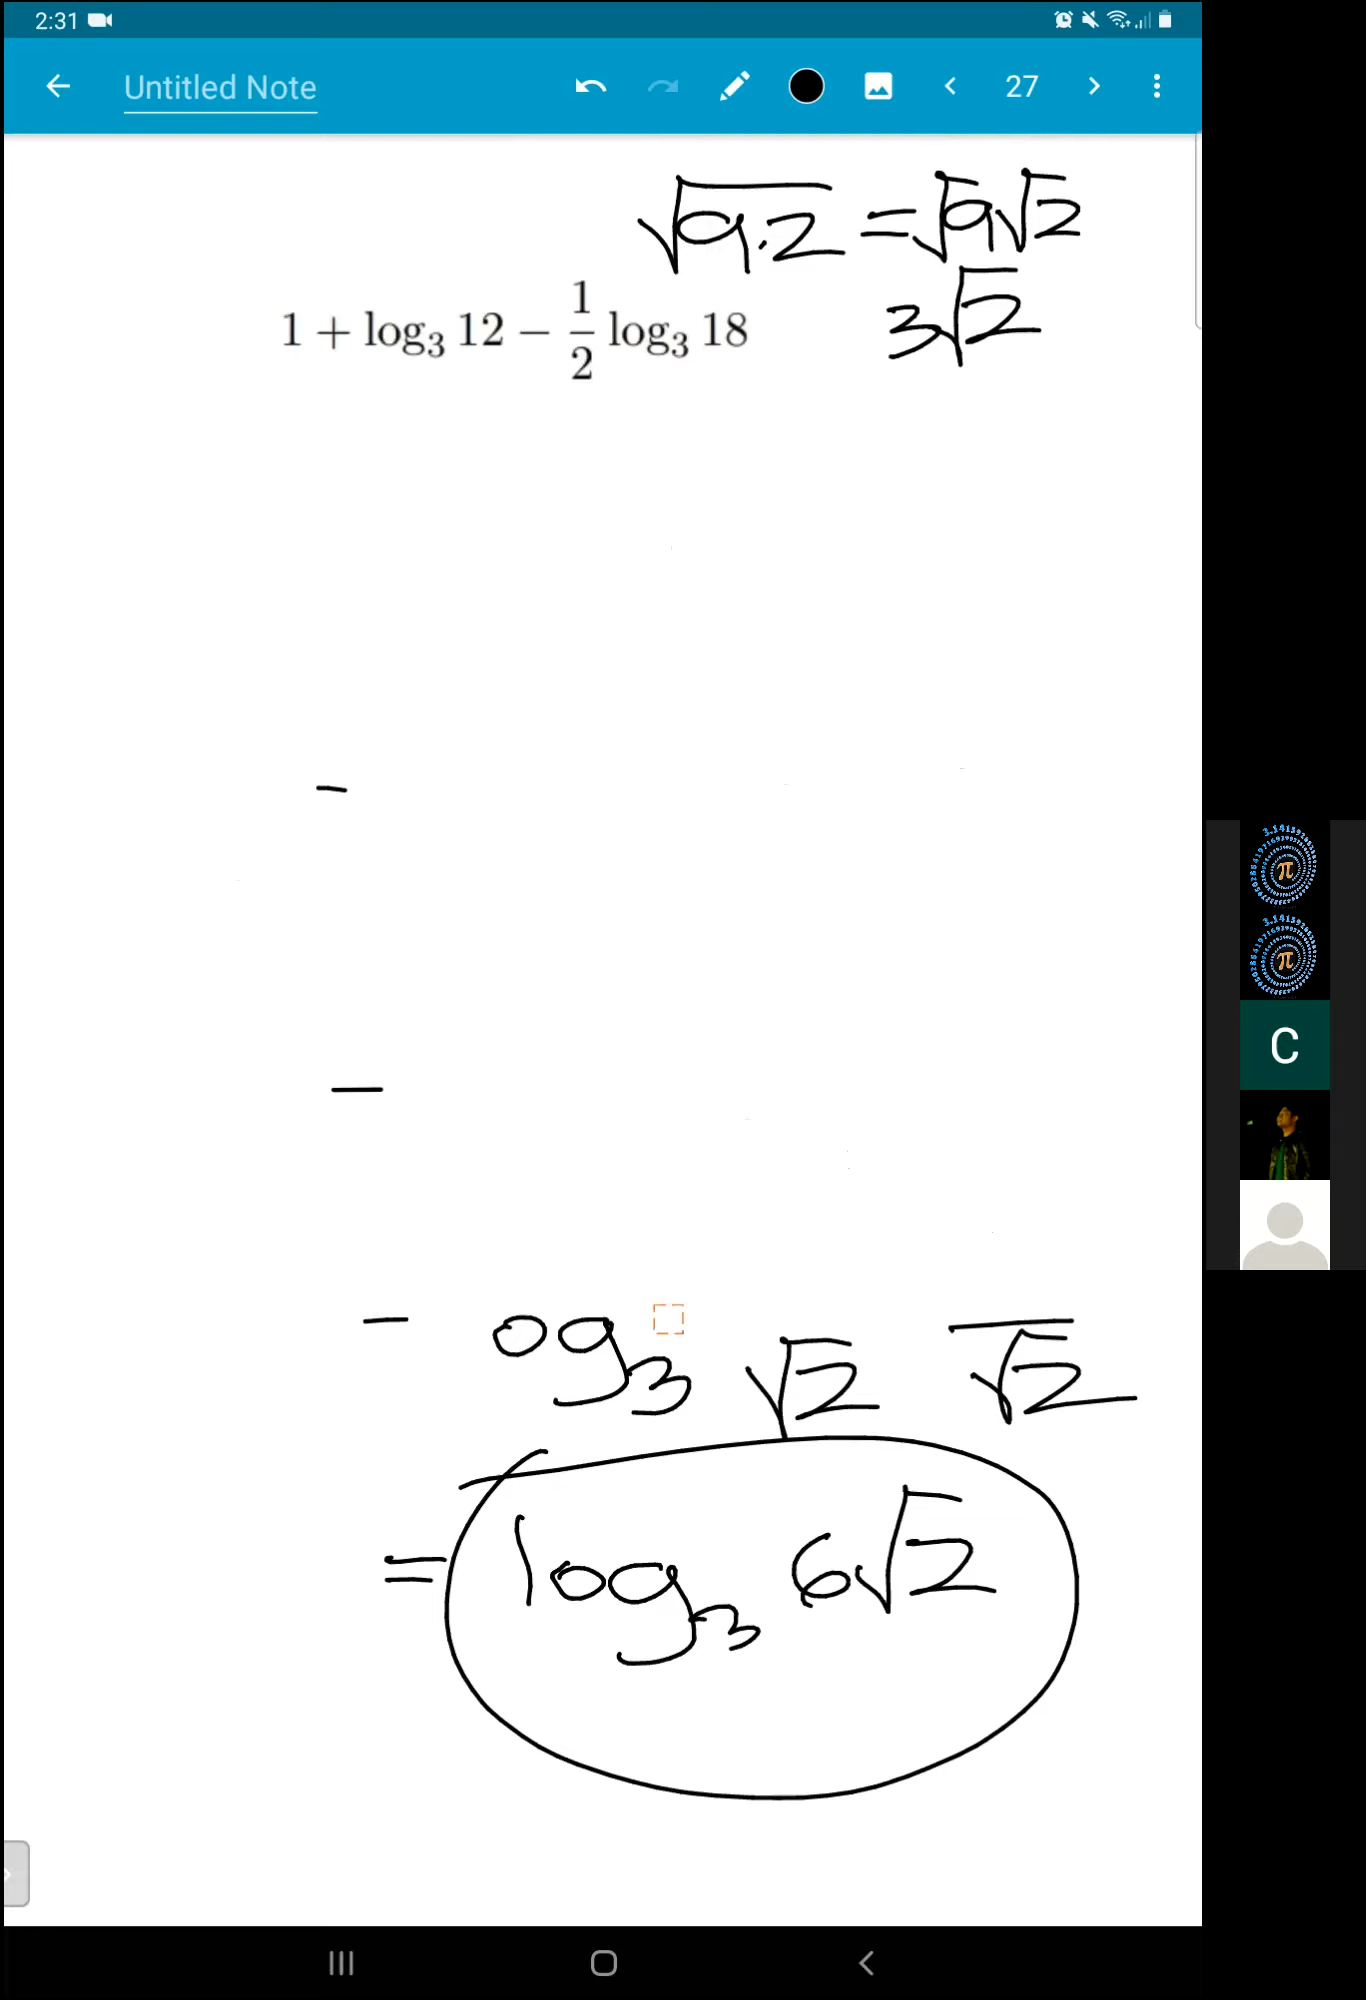 2:31
Untitled Note
27
√9·2 = √9√2
3√2
1 + log₃ 12 − 1/2 log₃ 18
−
—
− og₃ √2 √2
= log₃ 6√2
π
π
C